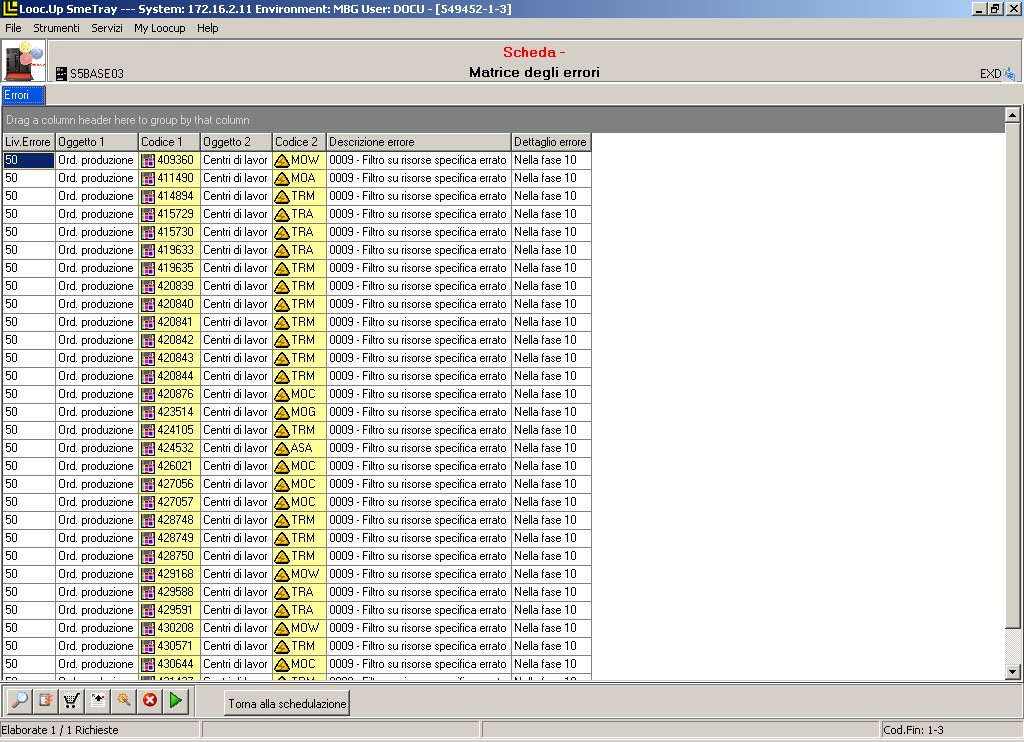 Looc.Up SmeTray --- System: 172.16.2.11 Environment: MBG User: DOCU - [549452-1-3]
File Strumenti Servizi My Loocup Help
Scheda -
S5BASE03 Matrice degli errori EXD
Errori
Drag a column header here to group by that column
Liv.Errore Oggetto 1 Codice 1 Oggetto 2 Codice 2 Descrizione errore Dettaglio errore
50 Ord. produzione 409360 Centri di lavor MOW 0009 - Filtro su risorse specifica errato Nella fase 10
50 Ord. produzione 411490 Centri di lavor MOA 0009 - Filtro su risorse specifica errato Nella fase 10
50 Ord. produzione 414894 Centri di lavor TRM 0009 - Filtro su risorse specifica errato Nella fase 10
50 Ord. produzione 415729 Centri di lavor TRA 0009 - Filtro su risorse specifica errato Nella fase 10
50 Ord. produzione 415730 Centri di lavor TRA 0009 - Filtro su risorse specifica errato Nella fase 10
50 Ord. produzione 419633 Centri di lavor TRA 0009 - Filtro su risorse specifica errato Nella fase 10
50 Ord. produzione 419635 Centri di lavor TRM 0009 - Filtro su risorse specifica errato Nella fase 10
50 Ord. produzione 420839 Centri di lavor TRM 0009 - Filtro su risorse specifica errato Nella fase 10
50 Ord. produzione 420840 Centri di lavor TRM 0009 - Filtro su risorse specifica errato Nella fase 10
50 Ord. produzione 420841 Centri di lavor TRM 0009 - Filtro su risorse specifica errato Nella fase 10
50 Ord. produzione 420842 Centri di lavor TRM 0009 - Filtro su risorse specifica errato Nella fase 10
50 Ord. produzione 420843 Centri di lavor TRM 0009 - Filtro su risorse specifica errato Nella fase 10
50 Ord. produzione 420844 Centri di lavor TRM 0009 - Filtro su risorse specifica errato Nella fase 10
50 Ord. produzione 420876 Centri di lavor MOC 0009 - Filtro su risorse specifica errato Nella fase 10
50 Ord. produzione 423514 Centri di lavor MOG 0009 - Filtro su risorse specifica errato Nella fase 10
50 Ord. produzione 424105 Centri di lavor TRM 0009 - Filtro su risorse specifica errato Nella fase 10
50 Ord. produzione 424532 Centri di lavor ASA 0009 - Filtro su risorse specifica errato Nella fase 10
50 Ord. produzione 426021 Centri di lavor MOC 0009 - Filtro su risorse specifica errato Nella fase 10
50 Ord. produzione 427056 Centri di lavor MOC 0009 - Filtro su risorse specifica errato Nella fase 10
50 Ord. produzione 427057 Centri di lavor MOC 0009 - Filtro su risorse specifica errato Nella fase 10
50 Ord. produzione 428748 Centri di lavor TRM 0009 - Filtro su risorse specifica errato Nella fase 10
50 Ord. produzione 428749 Centri di lavor TRM 0009 - Filtro su risorse specifica errato Nella fase 10
50 Ord. produzione 428750 Centri di lavor TRM 0009 - Filtro su risorse specifica errato Nella fase 10
50 Ord. produzione 429168 Centri di lavor MOW 0009 - Filtro su risorse specifica errato Nella fase 10
50 Ord. produzione 429588 Centri di lavor TRA 0009 - Filtro su risorse specifica errato Nella fase 10
50 Ord. produzione 429591 Centri di lavor TRA 0009 - Filtro su risorse specifica errato Nella fase 10
50 Ord. produzione 430208 Centri di lavor MOW 0009 - Filtro su risorse specifica errato Nella fase 10
50 Ord. produzione 430571 Centri di lavor TRM 0009 - Filtro su risorse specifica errato Nella fase 10
50 Ord. produzione 430644 Centri di lavor MOC 0009 - Filtro su risorse specifica errato Nella fase 10
Torna alla schedulazione
Elaborate 1 / 1 Richieste Cod.Fin: 1-3